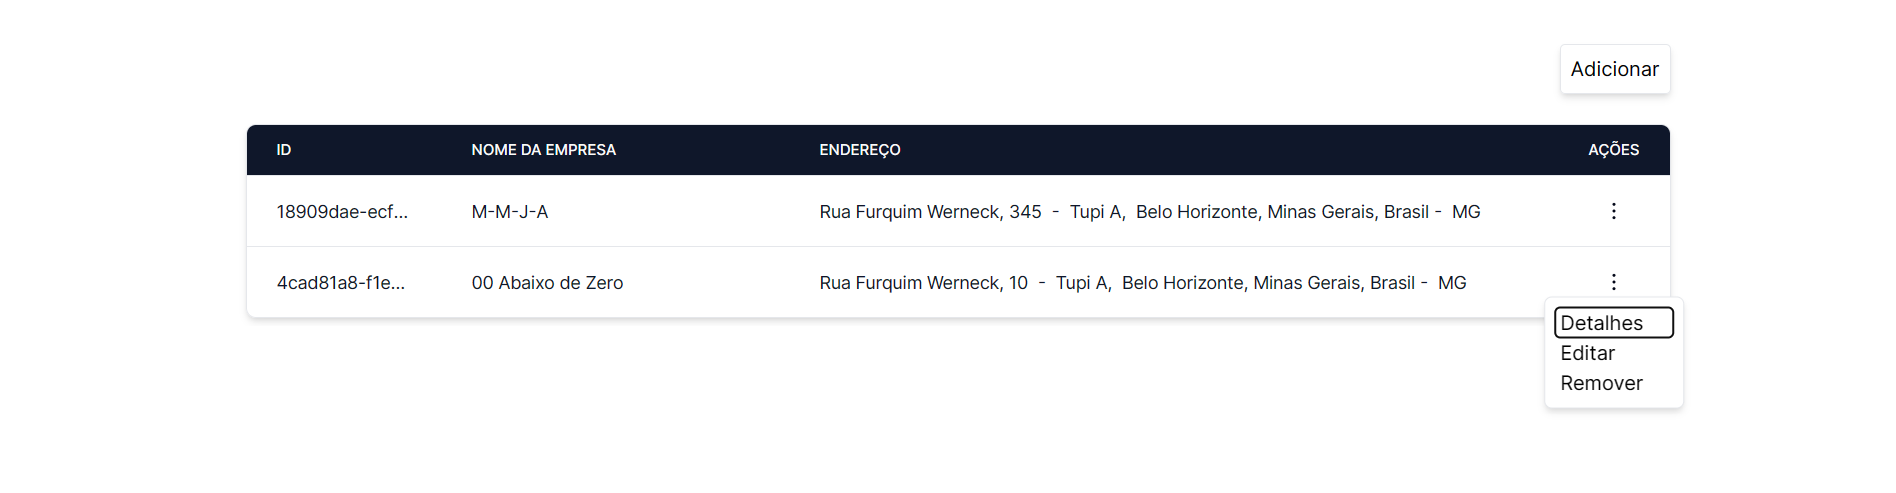 Adicionar
ID NOME DA EMPRESA ENDEREÇO AÇÕES
18909dae-ecf... M-M-J-A Rua Furquim Werneck, 345 - Tupi A, Belo Horizonte, Minas Gerais, Brasil - MG
4cad81a8-f1e... 00 Abaixo de Zero Rua Furquim Werneck, 10 - Tupi A, Belo Horizonte, Minas Gerais, Brasil - MG
Detalhes
Editar
Remover